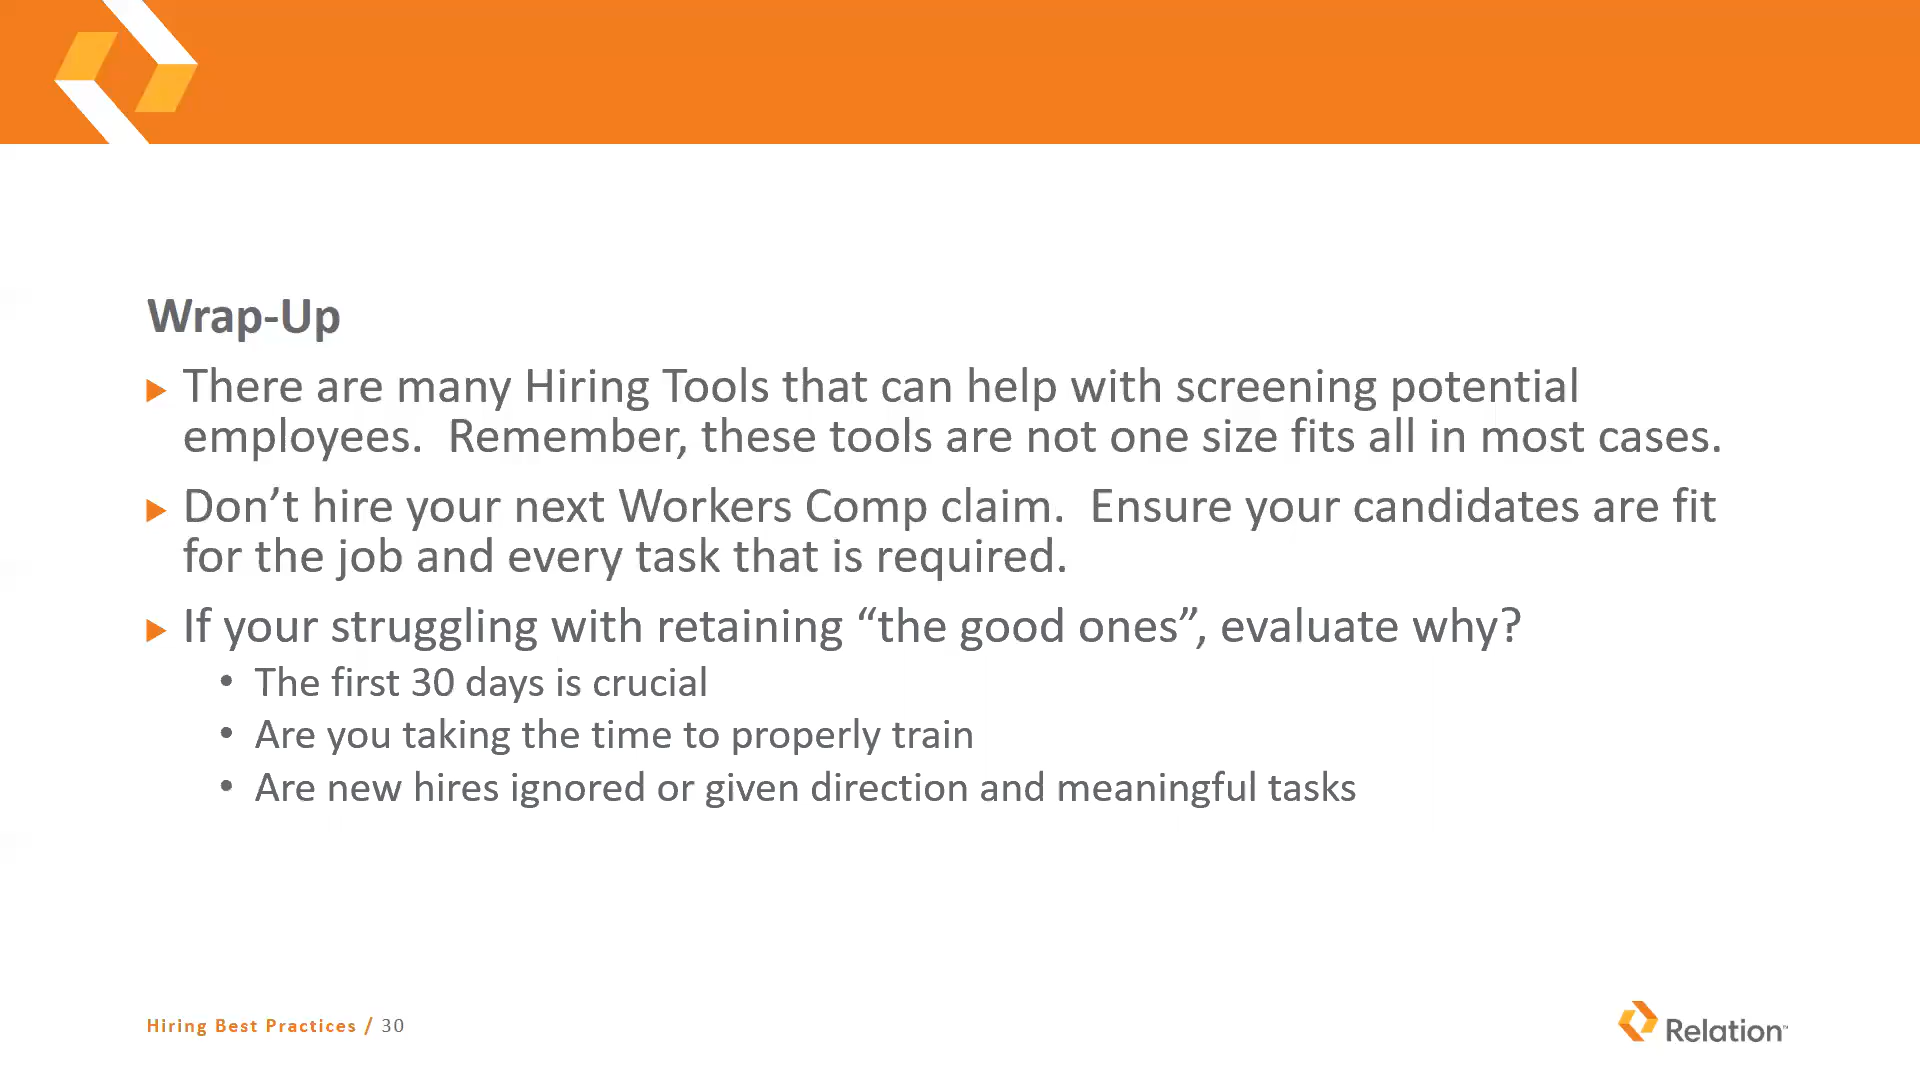 Wrap-Up
There are many Hiring Tools that can help with screening potential
employees.  Remember, these tools are not one size fits all in most cases.
Don’t hire your next Workers Comp claim.  Ensure your candidates are fit
for the job and every task that is required.
If your struggling with retaining “the good ones”, evaluate why?
• The first 30 days is crucial
• Are you taking the time to properly train
• Are new hires ignored or given direction and meaningful tasks
Hiring Best Practices / 30
Relation™